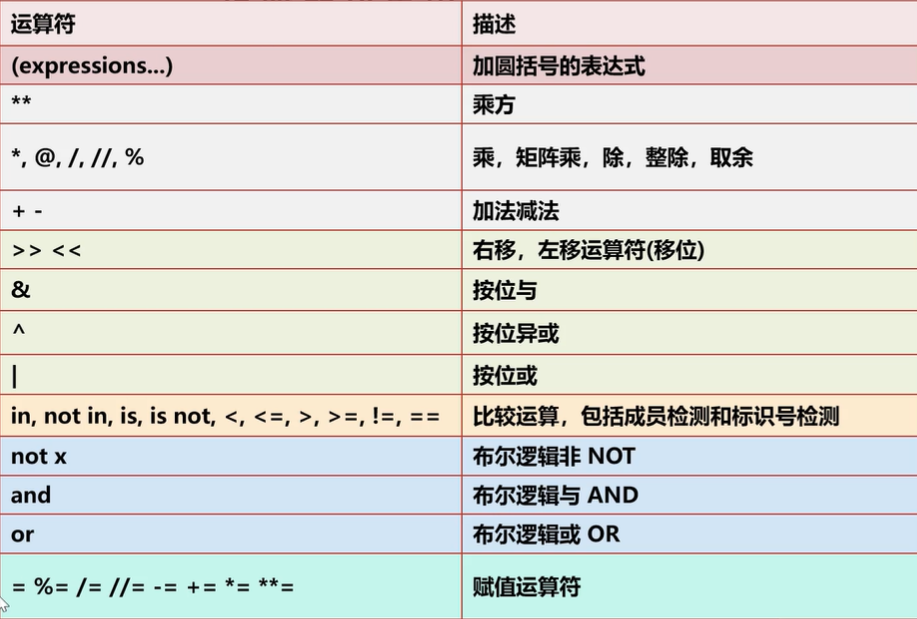 运算符 描述
(expressions...) 加圆括号的表达式
** 乘方
*, @, /, //, % 乘，矩阵乘，除，整除，取余
+ - 加法减法
>> << 右移，左移运算符(移位)
& 按位与
^ 按位异或
| 按位或
in, not in, is, is not, <, <=, >, >=, !=, == 比较运算，包括成员检测和标识号检测
not x 布尔逻辑非 NOT
and 布尔逻辑与 AND
or 布尔逻辑或 OR
= %= /= //= -= += *= **= 赋值运算符